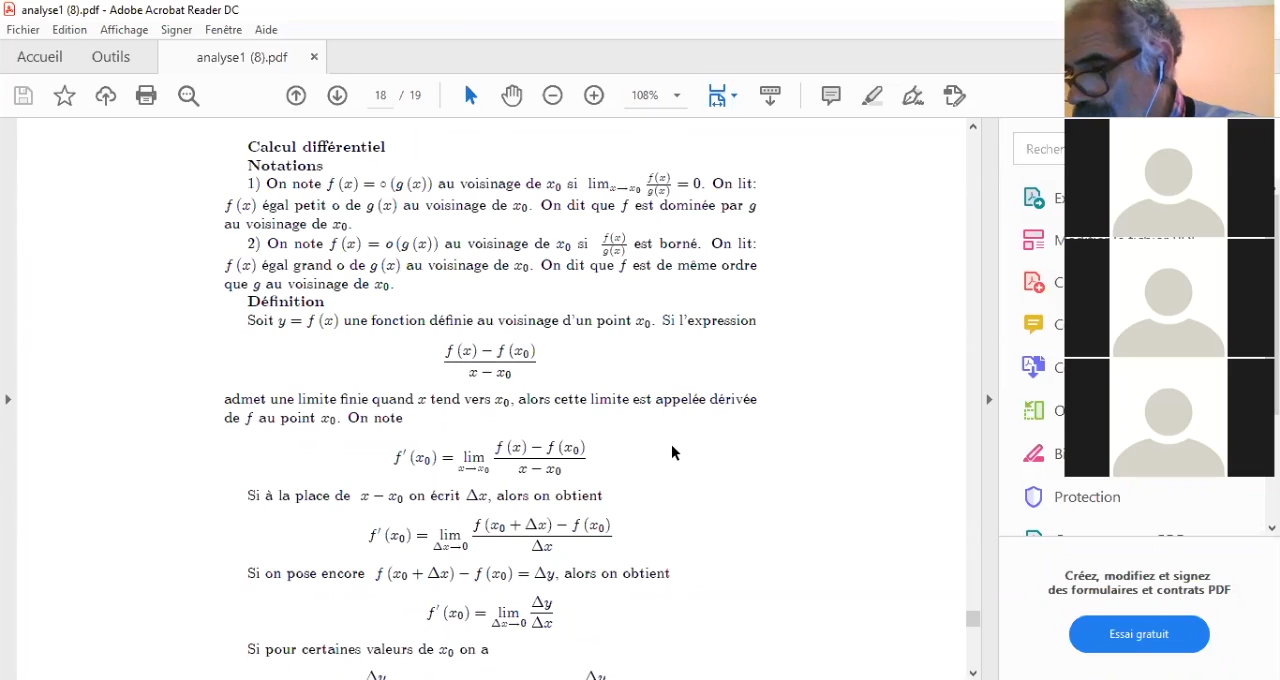 analyse1 (8).pdf - Adobe Acrobat Reader DC
Fichier Edition Affichage Signer Fenêtre Aide
Accueil Outils analyse1 (8).pdf ×
18 / 19 108%
Calcul différentiel
Notations
1) On note f (x) = ∘ (g (x)) au voisinage de x₀ si lim_{x→x₀} f(x)/g(x) = 0. On lit:
f (x) égal petit o de g (x) au voisinage de x₀. On dit que f est dominée par g
au voisinage de x₀.
2) On note f (x) = o (g (x)) au voisinage de x₀ si f(x)/g(x) est borné. On lit:
f (x) égal grand o de g (x) au voisinage de x₀. On dit que f est de même ordre
que g au voisinage de x₀.
Définition
Soit y = f (x) une fonction définie au voisinage d'un point x₀. Si l'expression
f (x) − f (x₀)
x − x₀
admet une limite finie quand x tend vers x₀, alors cette limite est appelée dérivée
de f au point x₀. On note
f′ (x₀) = lim_{x→x₀} (f (x) − f (x₀))/(x − x₀)
Si à la place de x − x₀ on écrit Δx, alors on obtient
f′ (x₀) = lim_{Δx→0} (f (x₀ + Δx) − f (x₀))/Δx
Si on pose encore f (x₀ + Δx) − f (x₀) = Δy, alors on obtient
f′ (x₀) = lim_{Δx→0} Δy/Δx
Si pour certaines valeurs de x₀ on a
Δy Δy
Recher
Protection
Créez, modifiez et signez
des formulaires et contrats PDF
Essai gratuit